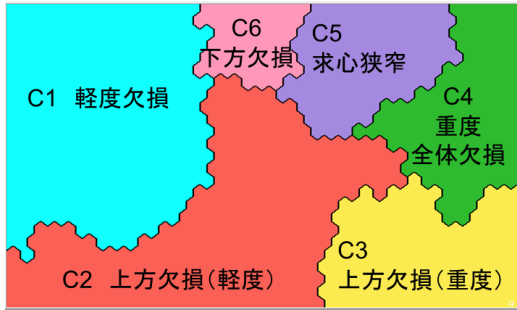 C1 軽度欠損
C6
下方欠損
C5
求心狭窄
C4
重度
全体欠損
C2 上方欠損(軽度)
C3
上方欠損(重度)